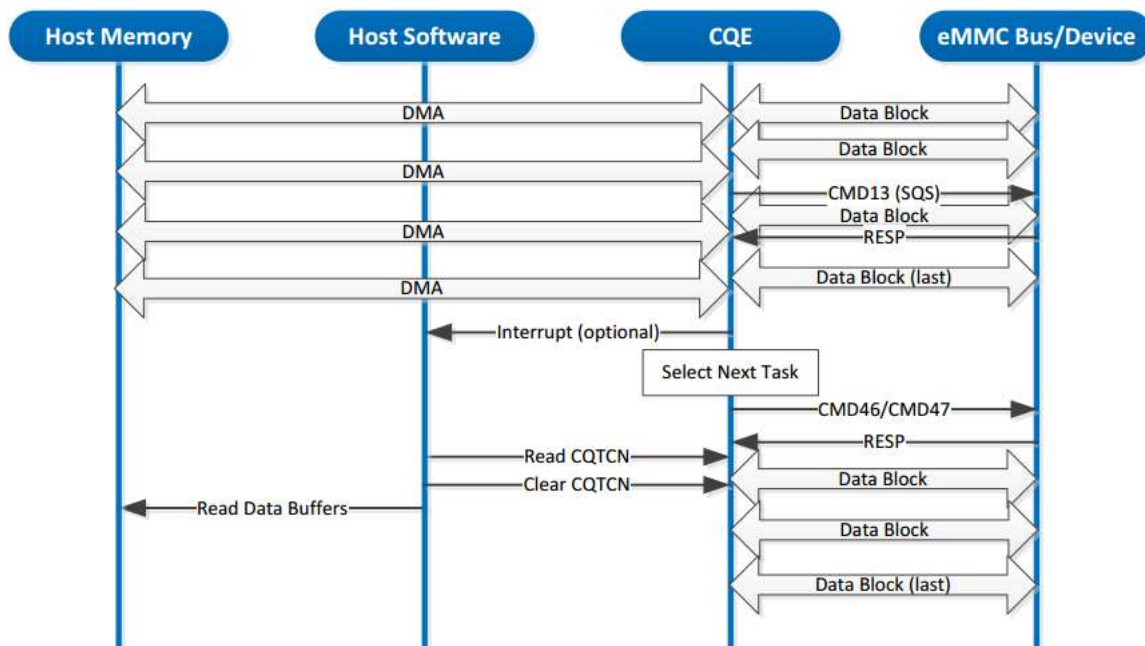 Host Memory
Host Software
CQE
eMMC Bus/Device
DMA
Data Block
Data Block
DMA
CMD13 (SQS)
Data Block
DMA
RESP
Data Block (last)
DMA
Interrupt (optional)
Select Next Task
CMD46/CMD47
RESP
Read CQTCN
Data Block
Clear CQTCN
Read Data Buffers
Data Block
Data Block (last)